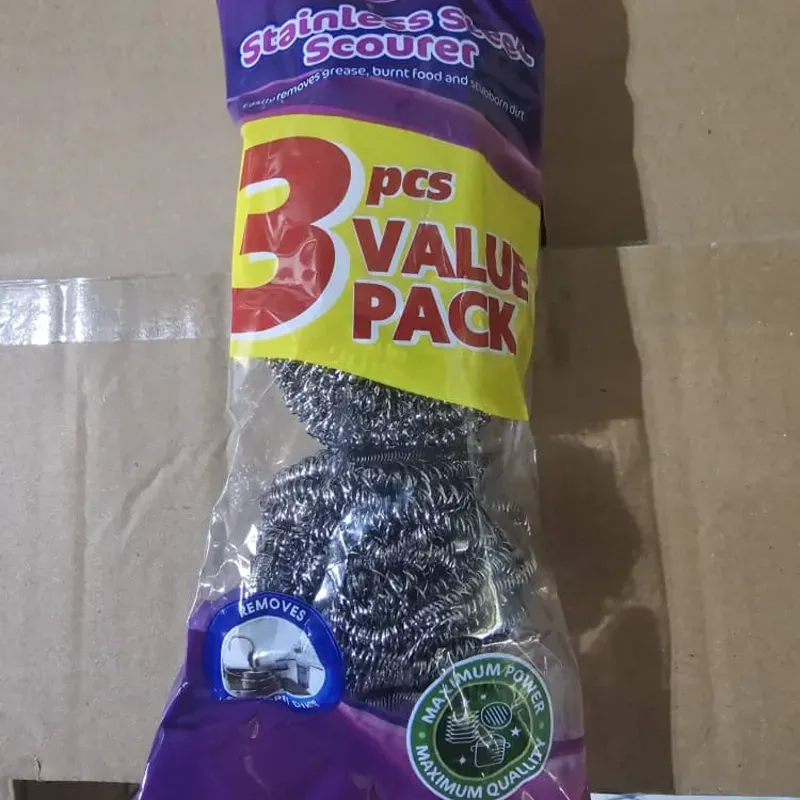 Stainless Steel
Scourer
Easily removes grease, burnt food and stubborn dirt
3
pcs
VALUE
PACK
REMOVES
MAXIMUM POWER
MAXIMUM QUALLITY